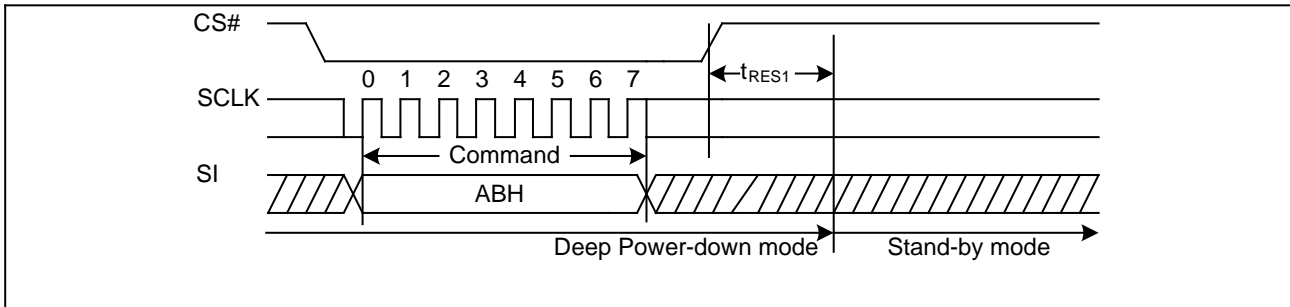 CS#
tRES1
0 1 2 3 4 5 6 7
SCLK
Command
SI
ABH
Deep Power-down mode Stand-by mode